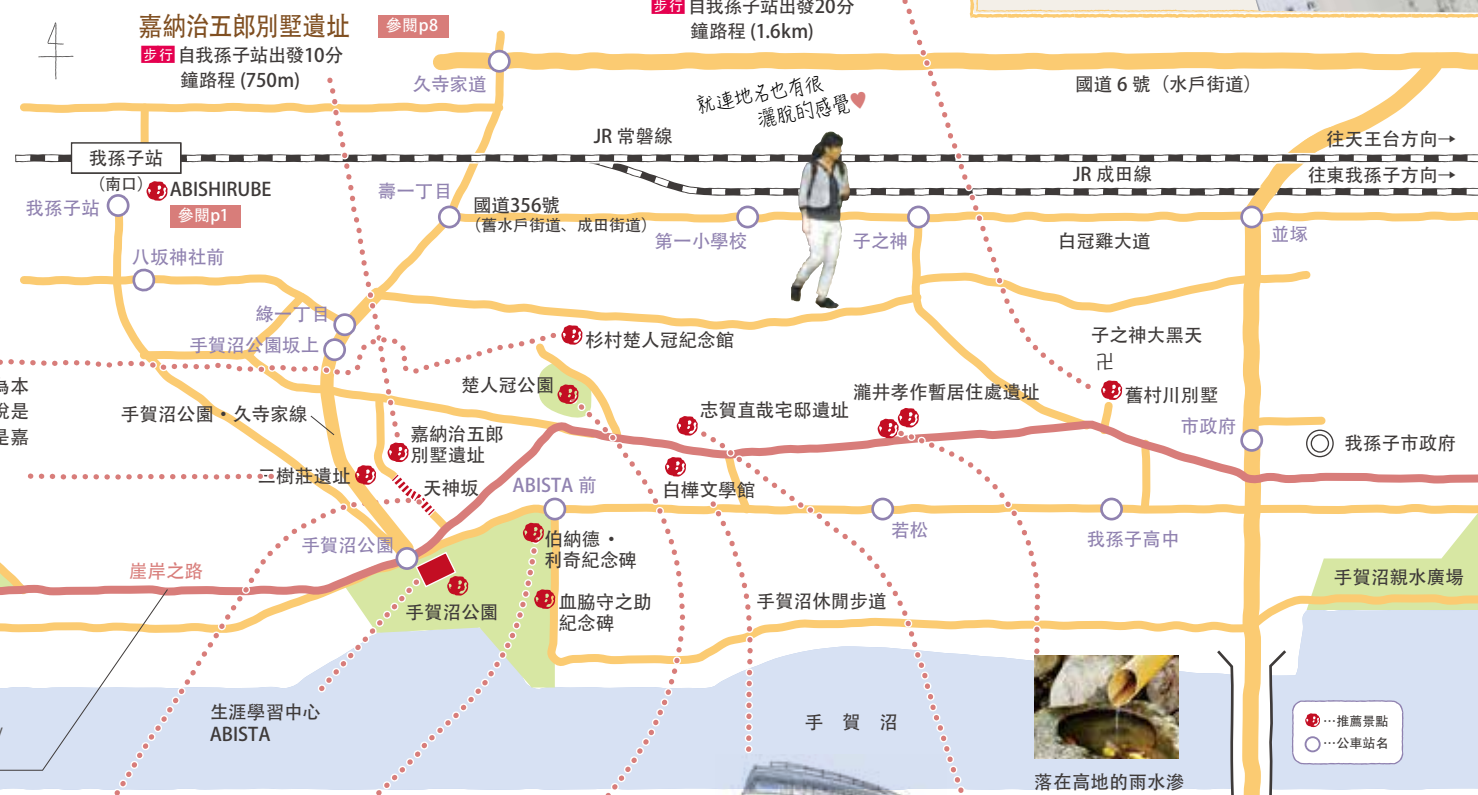 嘉納治五郎別墅遺址
參閱p8
步行 自我孫子站出發10分
鐘路程 (750m)
步行 自我孫子站出發20分
鐘路程 (1.6km)
久寺家道
國道 6 號（水戶街道）
就連地名也有很
灑脫的感覺
JR 常磐線
往天王台方向→
我孫子站
(南口)
ABISHIRUBE
參閱p1
JR 成田線
往東我孫子方向→
我孫子站
壽一丁目
國道356號
（舊水戶街道、成田街道）
第一小學校
子之神
白冠雞大道
並塚
八坂神社前
綠一丁目
手賀沼公園坂上
杉村楚人冠紀念館
子之神大黑天
卍
舊村川別墅
為本
說是
是嘉
楚人冠公園
瀧井孝作暫居住處遺址
手賀沼公園・久寺家線
志賀直哉宅邸遺址
市政府
我孫子市政府
嘉納治五郎
別墅遺址
三樹莊遺址
天神坂
ABISTA 前
白樺文學館
若松
我孫子高中
手賀沼公園
伯納德・
利奇紀念碑
崖岸之路
手賀沼親水廣場
手賀沼公園
血脇守之助
紀念碑
手賀沼休閒步道
生涯學習中心
ABISTA
手賀沼
…推薦景點
…公車站名
落在高地的雨水滲